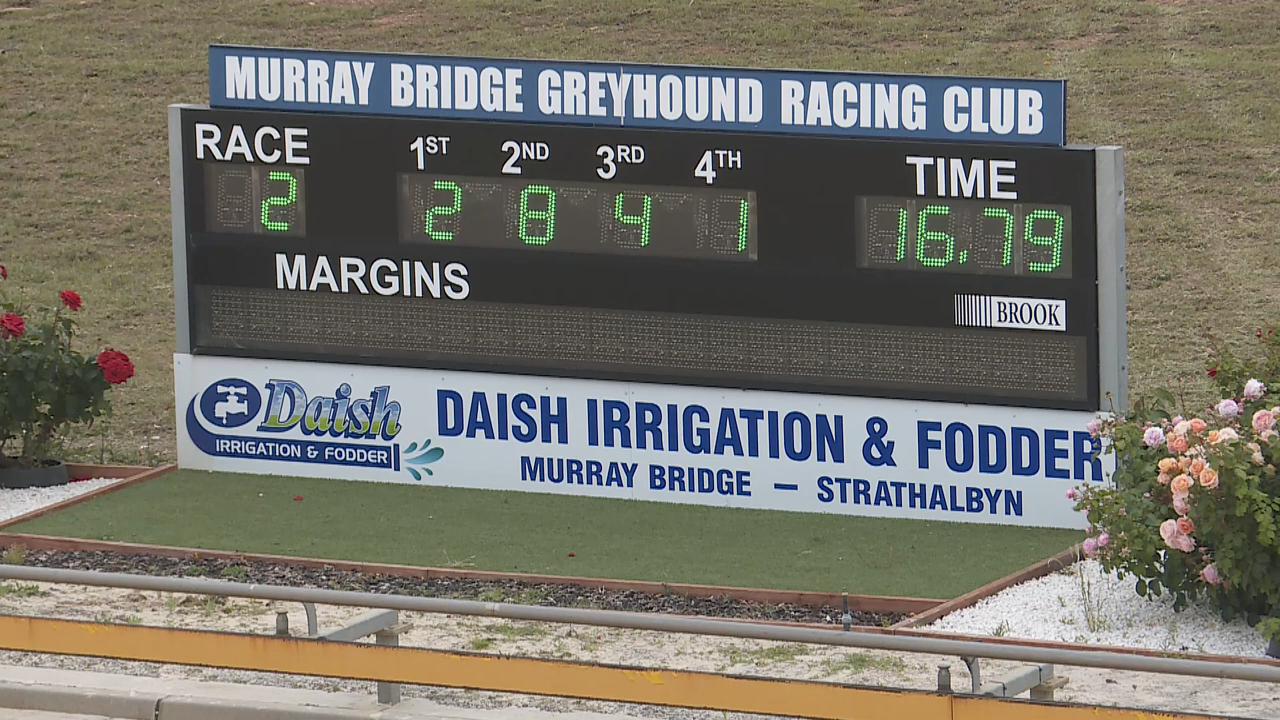 MURRAY BRIDGE GREYHOUND RACING CLUB
RACE 1ST 2ND 3RD 4TH TIME
2 2 8 4 1 16.79
MARGINS
BROOK
Daish
IRRIGATION & FODDER
DAISH IRRIGATION & FODDER
MURRAY BRIDGE — STRATHALBYN